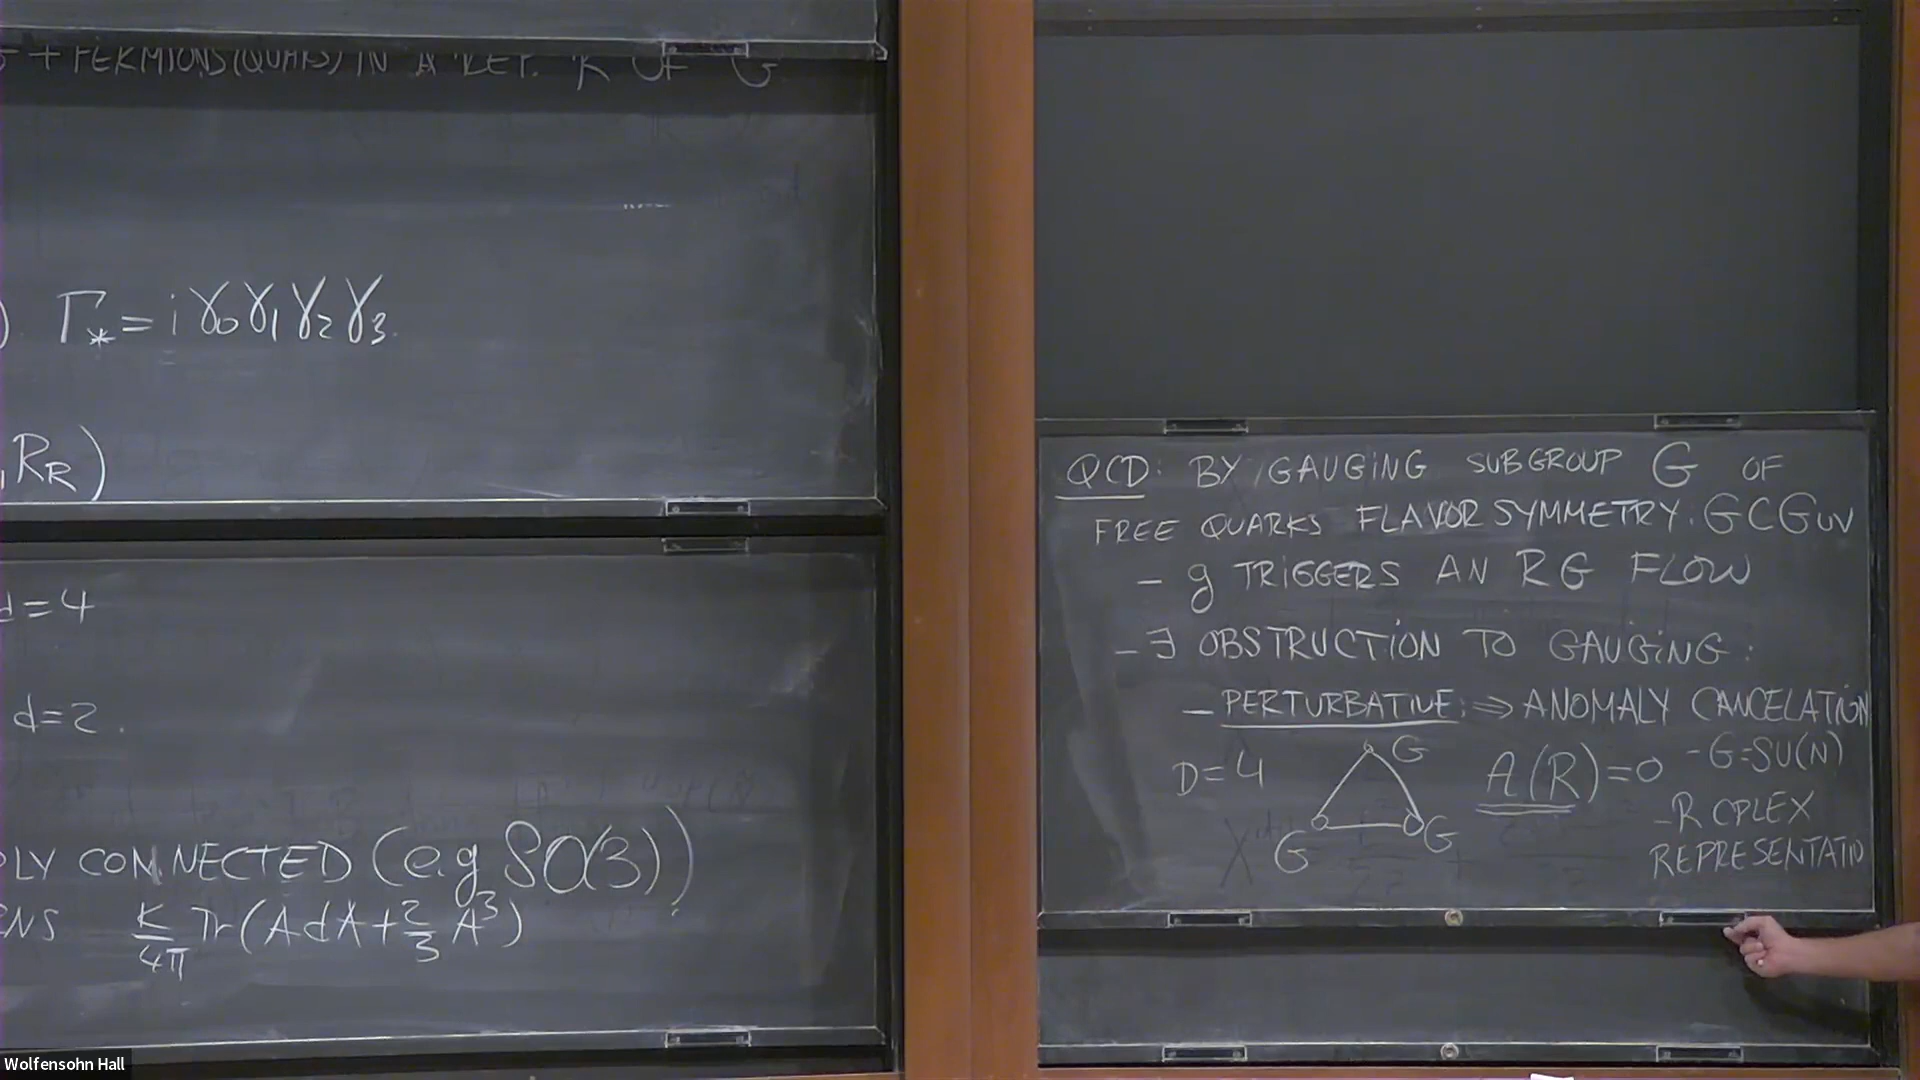 + FERMIONS (QUARKS) IN A REP. R OF G
) Γ* = i γ0 γ1 γ2 γ3.
, RR)
d=4
d=2.
PLY CONNECTED (e.g SO(3))
NS K/4π Tr(AdA + 2/3 A³)
QCD: BY GAUGING SUBGROUP G OF
FREE QUARKS FLAVOR SYMMETRY. G⊂GUV
- g TRIGGERS AN RG FLOW
- ∃ OBSTRUCTION TO GAUGING:
- PERTURBATIVE: ⇒ ANOMALY CANCELATION
D=4 G G G A(R)=0 - G=SU(N)
- R CPLEX
REPRESENTATIO
Wolfensohn Hall